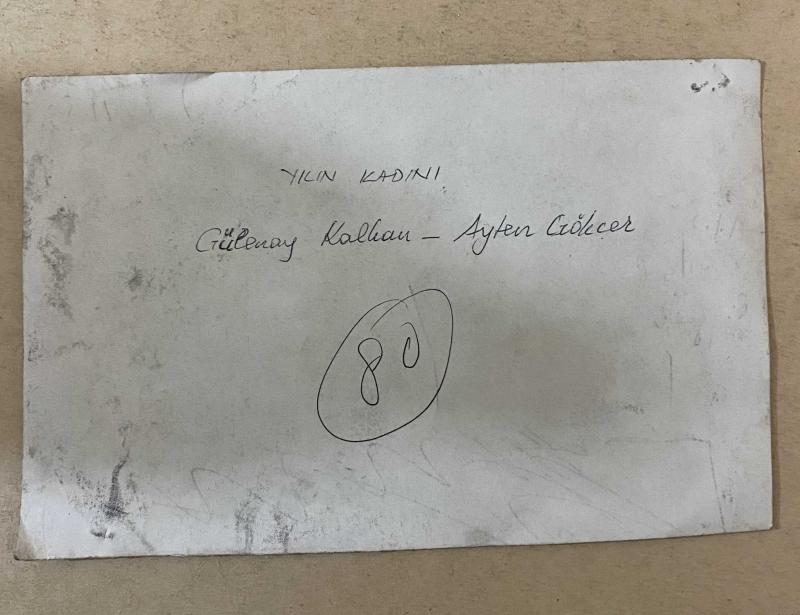 YILIN KADINI
Gülenay Kalkan – Ayten Gökçer
80